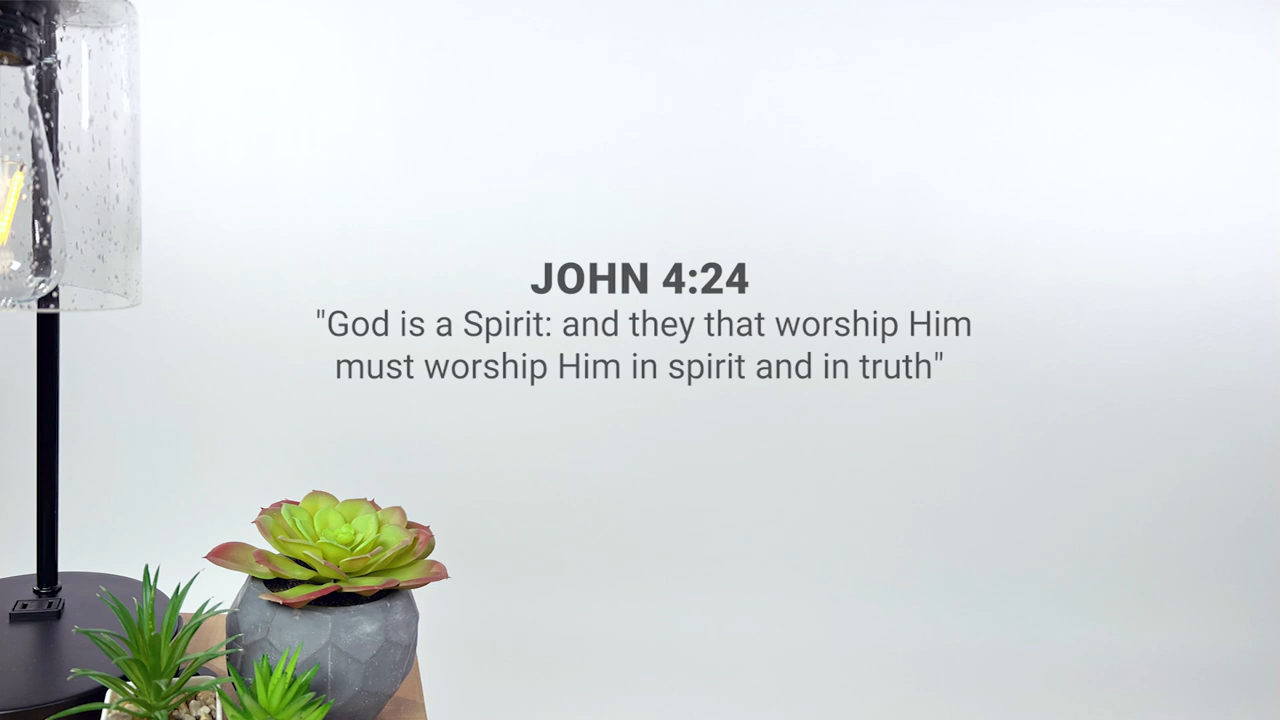 JOHN 4:24
"God is a Spirit: and they that worship Him
must worship Him in spirit and in truth"